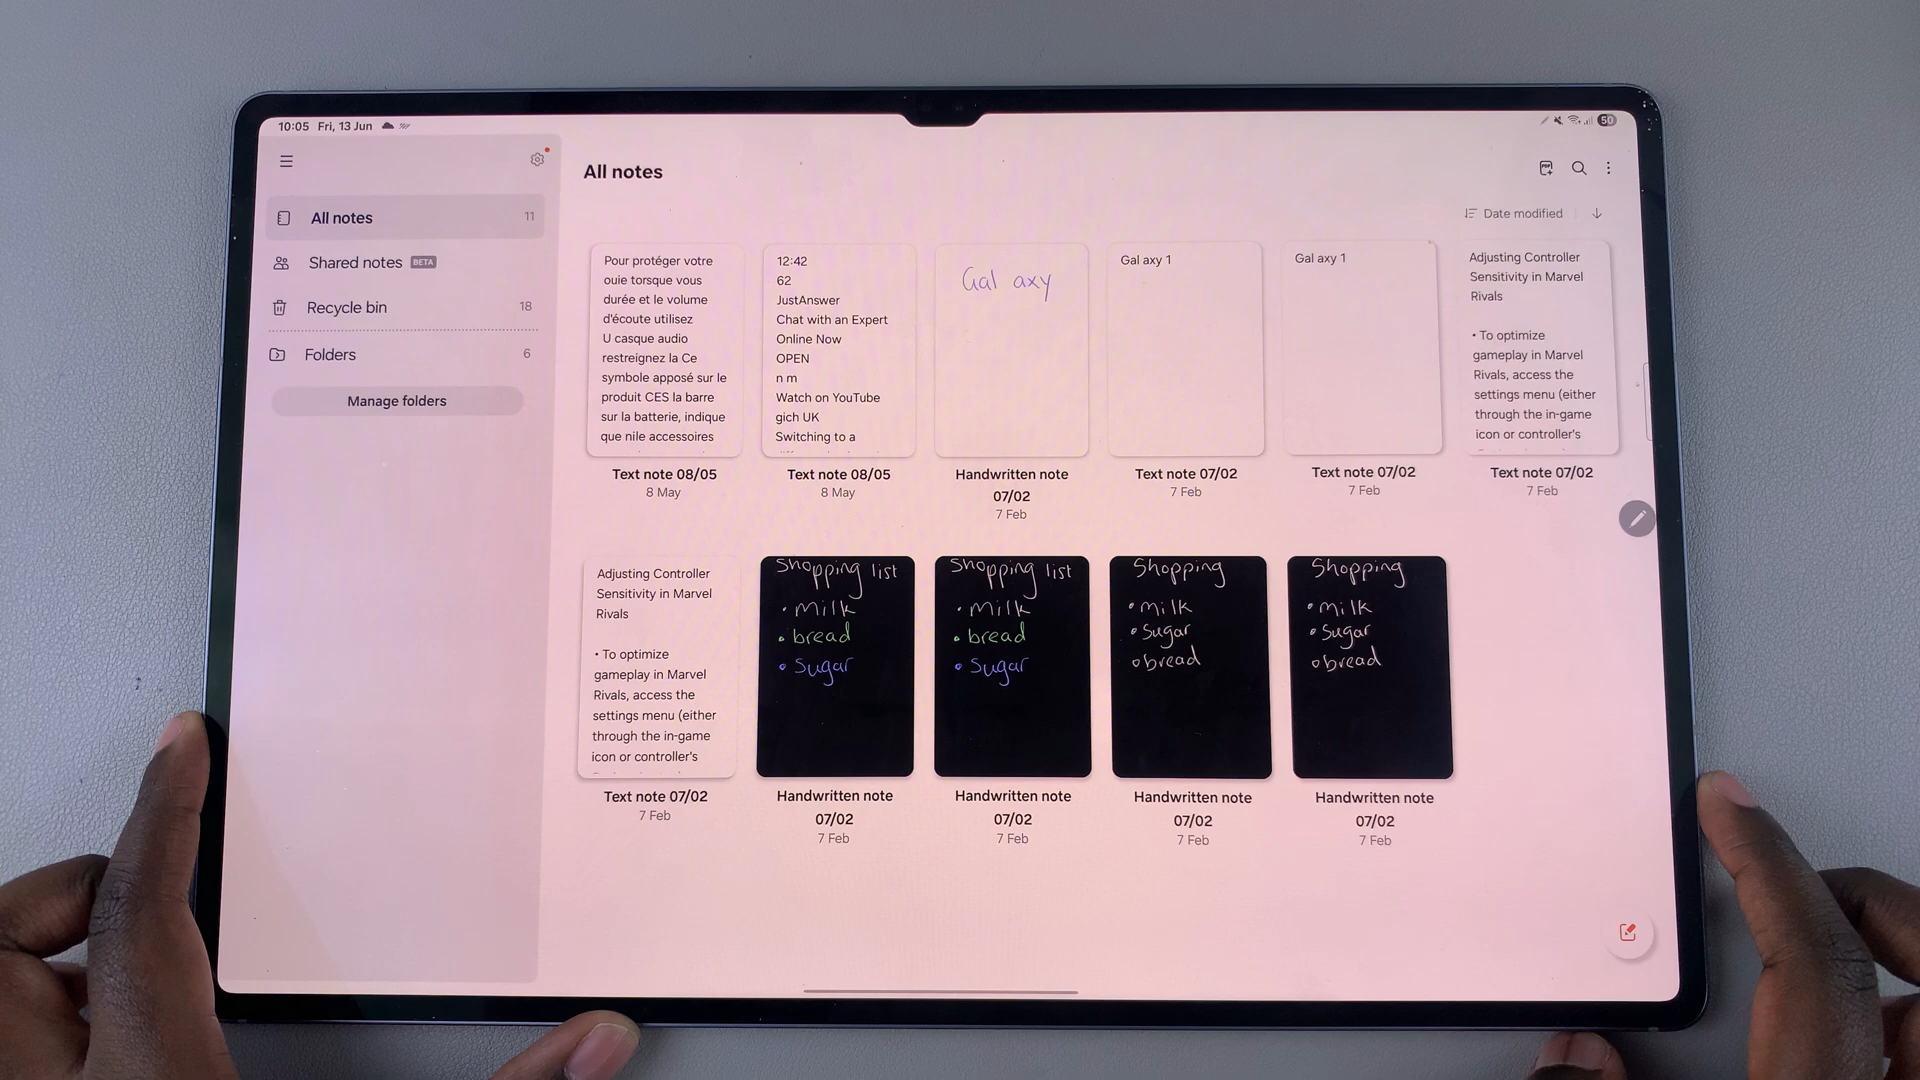 10:05 Fri, 13 Jun
50
All notes 11
Shared notes BETA
Recycle bin 18
Folders 6
Manage folders
All notes
PDF
Date modified
Pour protéger votre
ouie torsque vous
durée et le volume
d'écoute utilisez
U casque audio
restreignez la Ce
symbole apposé sur le
produit CES la barre
sur la batterie, indique
que nile accessoires
Text note 08/05
8 May
12:42
62
JustAnswer
Chat with an Expert
Online Now
OPEN
n m
Watch on YouTube
gich UK
Switching to a
Text note 08/05
8 May
Gal axy
Handwritten note
07/02
7 Feb
Gal axy 1
Text note 07/02
7 Feb
Gal axy 1
Text note 07/02
7 Feb
Adjusting Controller
Sensitivity in Marvel
Rivals
• To optimize
gameplay in Marvel
Rivals, access the
settings menu (either
through the in-game
icon or controller's
Text note 07/02
7 Feb
Adjusting Controller
Sensitivity in Marvel
Rivals
• To optimize
gameplay in Marvel
Rivals, access the
settings menu (either
through the in-game
icon or controller's
Text note 07/02
7 Feb
Shopping list
• milk
• bread
• Sugar
Handwritten note
07/02
7 Feb
Shopping list
• milk
• bread
• Sugar
Handwritten note
07/02
7 Feb
Shopping
• milk
• Sugar
• bread
Handwritten note
07/02
7 Feb
Shopping
• milk
• Sugar
• bread
Handwritten note
07/02
7 Feb